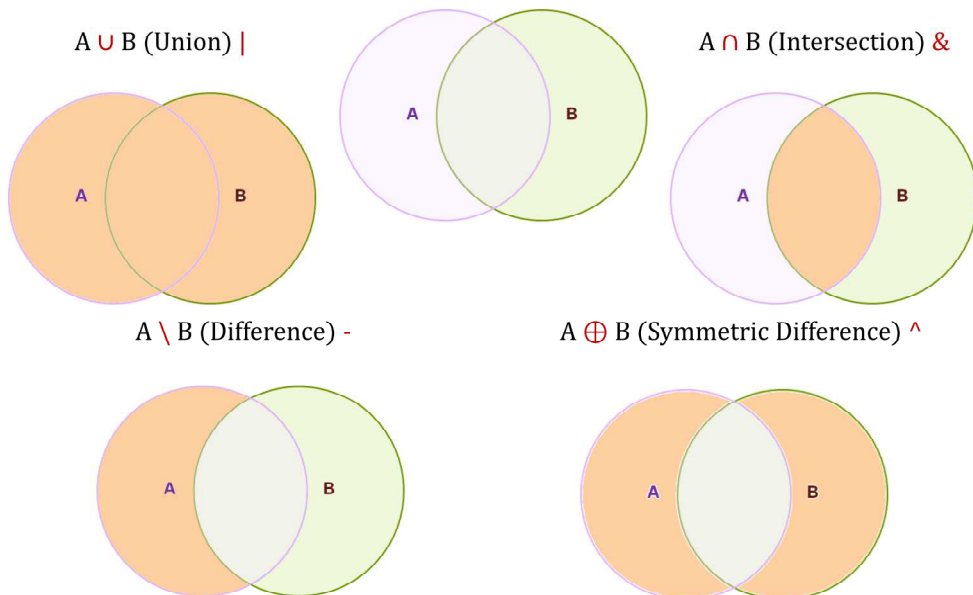 A ∪ B (Union) |
A B
A B
A ∩ B (Intersection) &
A B
A \ B (Difference) -
A B
A ⊕ B (Symmetric Difference) ^
A B